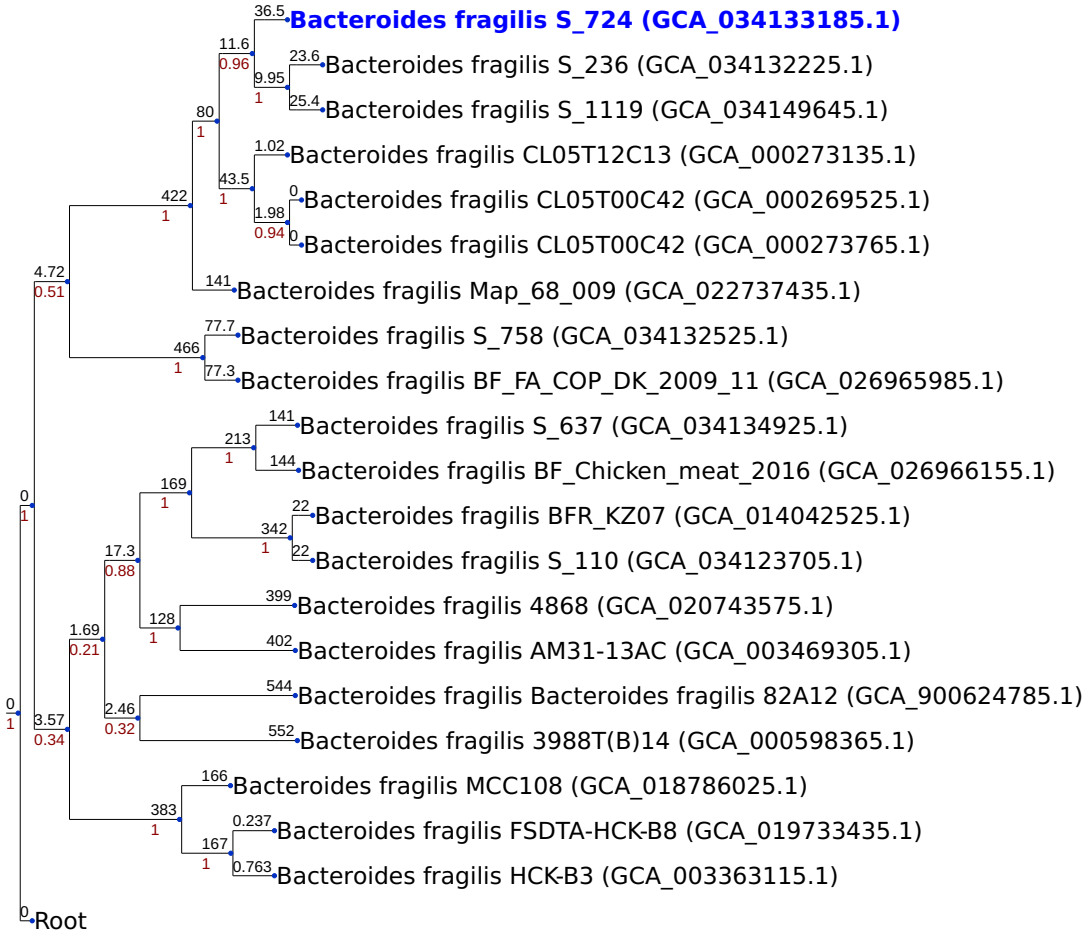 36.5 Bacteroides fragilis S_724 (GCA_034133185.1)
11.6
0.96
23.6 Bacteroides fragilis S_236 (GCA_034132225.1)
9.95
1
25.4 Bacteroides fragilis S_1119 (GCA_034149645.1)
80
1
1.02 Bacteroides fragilis CL05T12C13 (GCA_000273135.1)
43.5
1
0 Bacteroides fragilis CL05T00C42 (GCA_000269525.1)
422
1
1.98
0.94
0 Bacteroides fragilis CL05T00C42 (GCA_000273765.1)
4.72
0.51
141 Bacteroides fragilis Map_68_009 (GCA_022737435.1)
77.7 Bacteroides fragilis S_758 (GCA_034132525.1)
466
1
77.3 Bacteroides fragilis BF_FA_COP_DK_2009_11 (GCA_026965985.1)
141 Bacteroides fragilis S_637 (GCA_034134925.1)
213
1
144 Bacteroides fragilis BF_Chicken_meat_2016 (GCA_026966155.1)
169
1
0
1
22 Bacteroides fragilis BFR_KZ07 (GCA_014042525.1)
342
1
17.3
0.88
22 Bacteroides fragilis S_110 (GCA_034123705.1)
399 Bacteroides fragilis 4868 (GCA_020743575.1)
128
1
1.69
0.21
402 Bacteroides fragilis AM31-13AC (GCA_003469305.1)
544 Bacteroides fragilis Bacteroides fragilis 82A12 (GCA_900624785.1)
0
1
2.46
0.32
3.57
0.34
552 Bacteroides fragilis 3988T(B)14 (GCA_000598365.1)
166 Bacteroides fragilis MCC108 (GCA_018786025.1)
383
1
0.237 Bacteroides fragilis FSDTA-HCK-B8 (GCA_019733435.1)
167
1
0.763 Bacteroides fragilis HCK-B3 (GCA_003363115.1)
0 Root